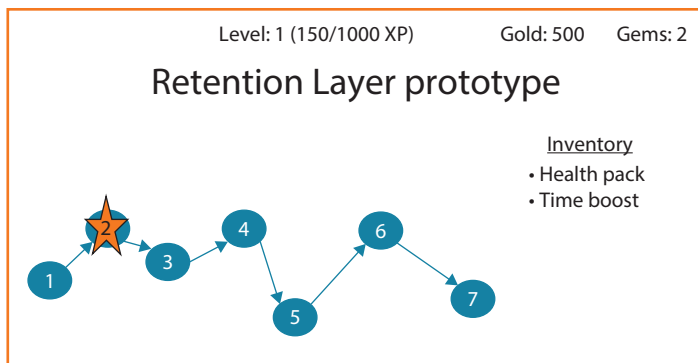 Level: 1 (150/1000 XP) Gold: 500 Gems: 2
Retention Layer prototype
Inventory
• Health pack
• Time boost
1
2
3
4
5
6
7